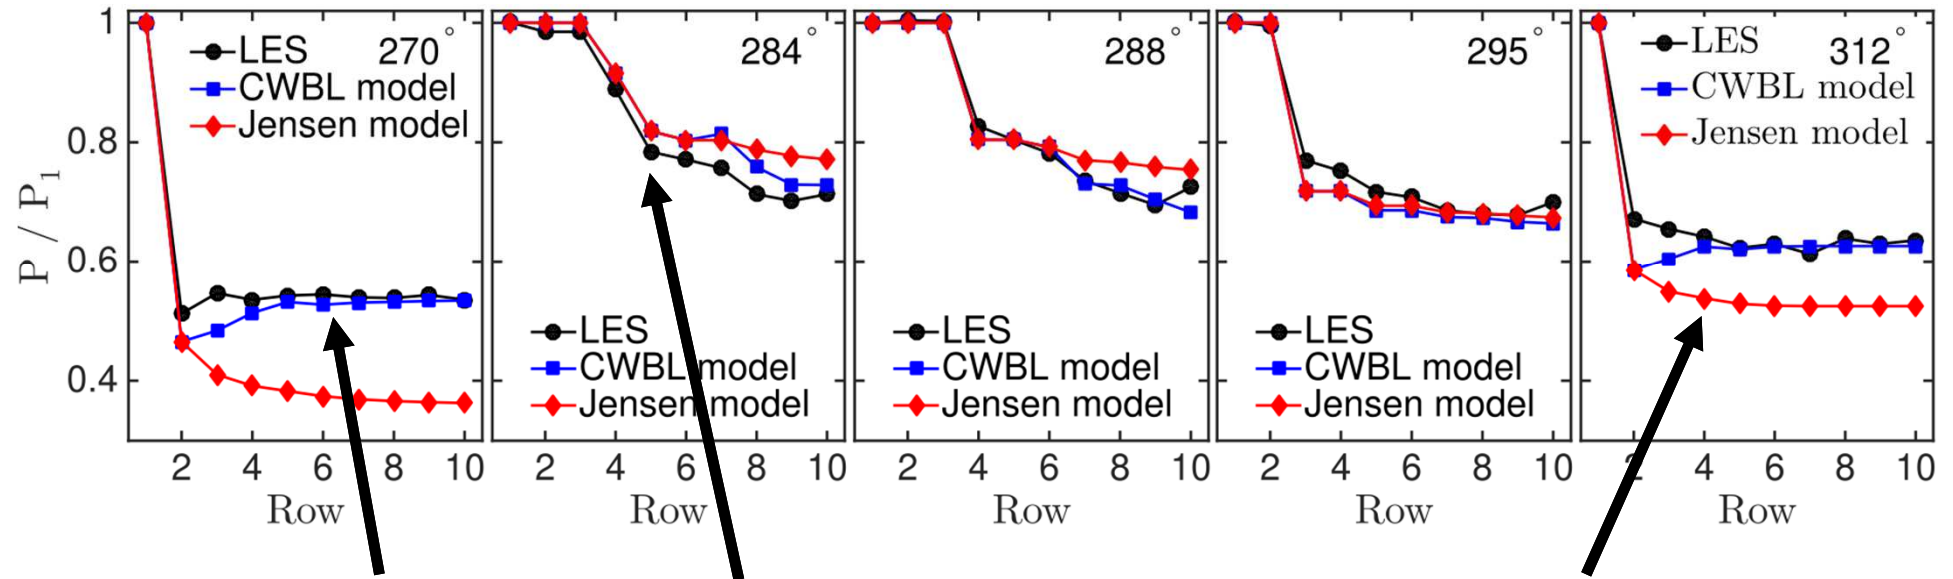 P / P1
1
0.8
0.6
0.4
LES
CWBL model
Jensen model
270°
2 4 6 8 10
Row
284°
LES
CWBL model
Jensen model
2 4 6 8 10
Row
288°
LES
CWBL model
Jensen model
2 4 6 8 10
Row
295°
LES
CWBL model
Jensen model
2 4 6 8 10
Row
LES
CWBL model
Jensen model
312°
2 4 6 8 10
Row